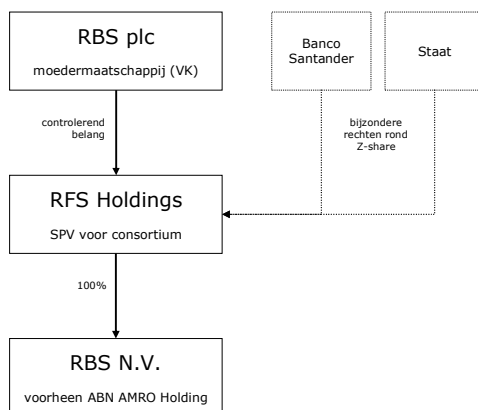 RBS plc
moedermaatschappij (VK)
Banco
Santander
Staat
controlerend
belang
bijzondere
rechten rond
Z-share
RFS Holdings
SPV voor consortium
100%
RBS N.V.
voorheen ABN AMRO Holding